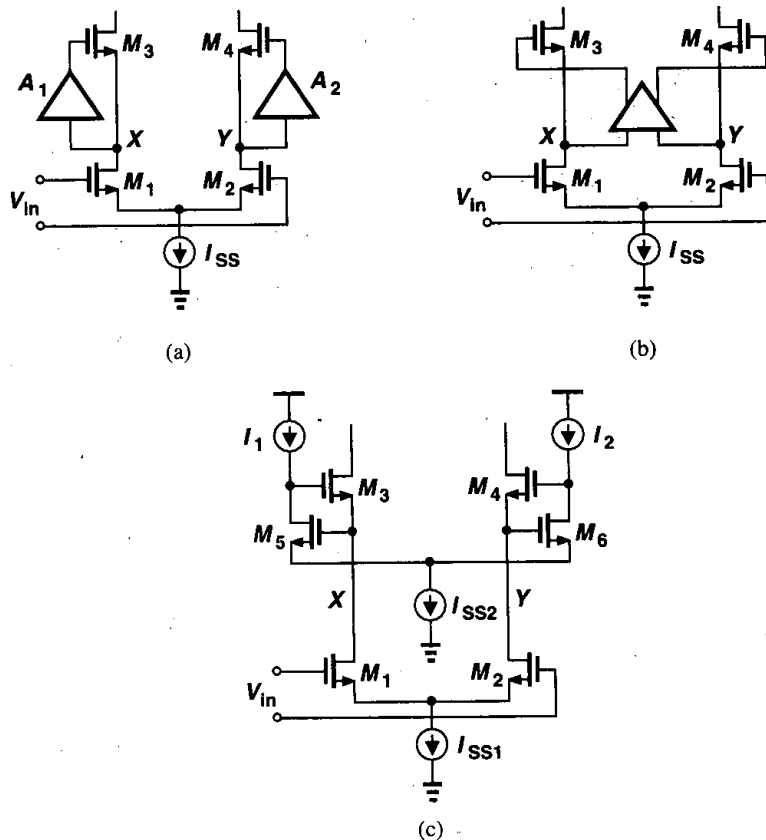 M3
M4
A1
A2
X
Y
M1
M2
Vin
ISS
(a)
M3
M4
X
Y
M1
M2
Vin
ISS
(b)
I1
I2
M3
M4
M5
M6
X
Y
ISS2
M1
M2
Vin
ISS1
(c)